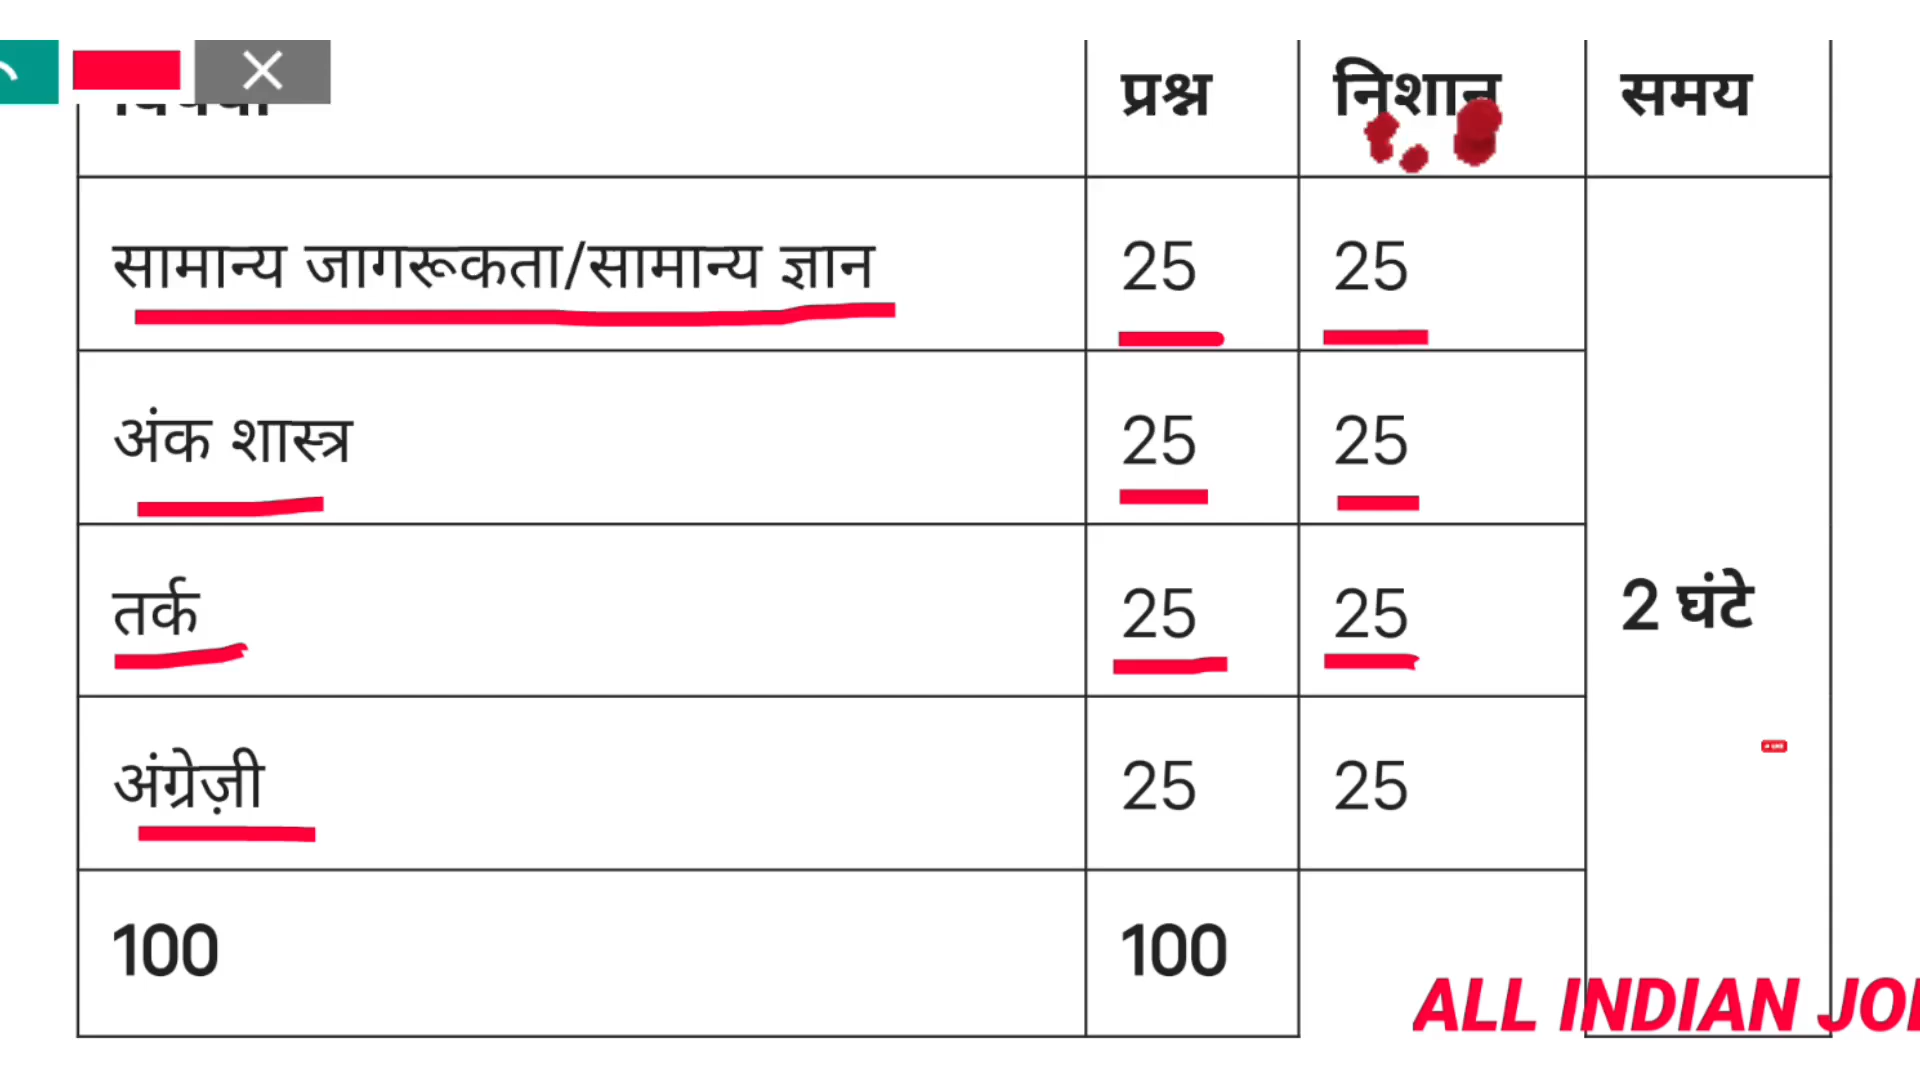 प्रश्न निशान समय
सामान्य जागरूकता/सामान्य ज्ञान 25 25
अंक शास्त्र 25 25
तर्क 25 25
2 घंटे
अंग्रेज़ी 25 25
100 100
ALL INDIAN